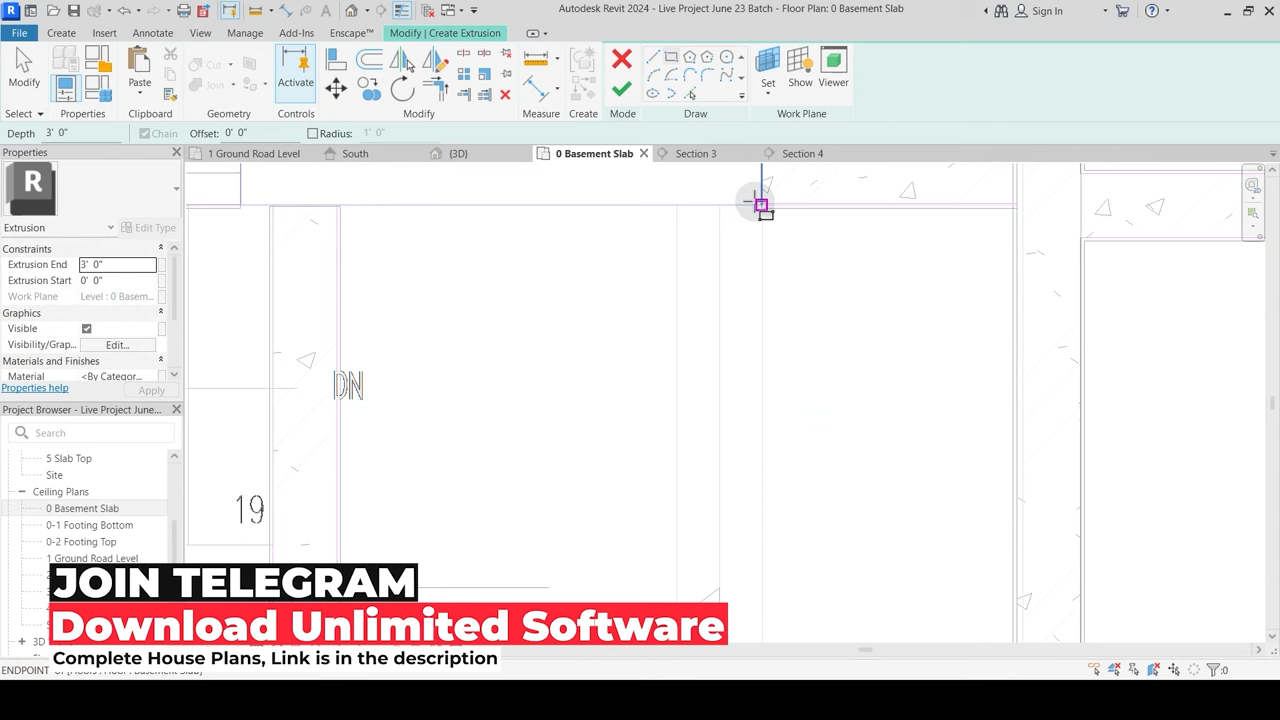 Autodesk Revit 2024 - Live Project June 23 Batch - Floor Plan: 0 Basement Slab
Sign In
File
Create
Insert
Annotate
View
Manage
Add-Ins
Enscape™
Modify | Create Extrusion
Modify
Paste
Cut
Join
Activate
Set
Show
Viewer
Select
Properties
Clipboard
Geometry
Controls
Modify
Measure
Create
Mode
Draw
Work Plane
Depth 3' 0"
Chain
Offset: 0' 0"
Radius: 1' 0"
Properties
1 Ground Road Level
South
{3D}
0 Basement Slab
Section 3
Section 4
R
Extrusion
Edit Type
Constraints
Extrusion End 3' 0"
Extrusion Start 0' 0"
Work Plane Level : 0 Basem...
Graphics
Visible
Visibility/Grap... Edit...
Materials and Finishes
Material <By Categor...
Properties help
Apply
Project Browser - Live Project June...
Search
5 Slab Top
Site
Ceiling Plans
0 Basement Slab
0-1 Footing Bottom
0-2 Footing Top
1 Ground Road Level
3D
DN
19
JOIN TELEGRAM
Download Unlimited Software
Complete House Plans, Link is in the description
:0